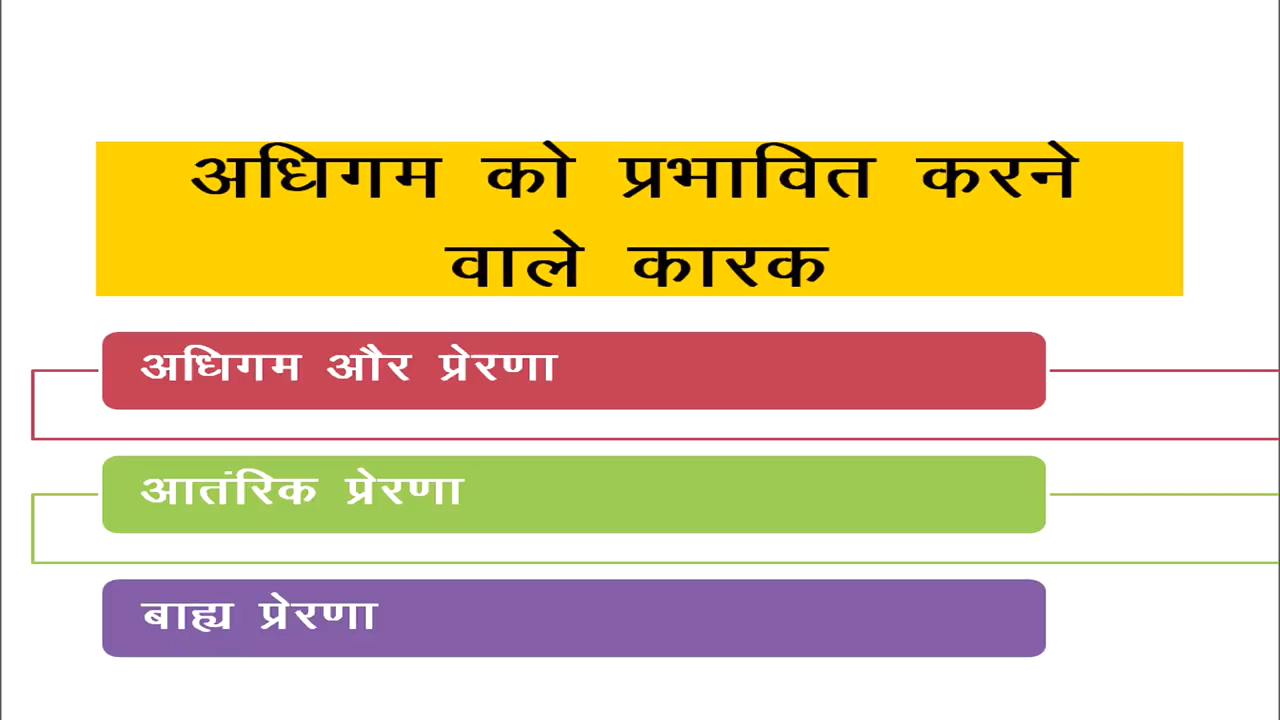 अधिगम को प्रभावित करने
वाले कारक
अधिगम और प्रेरणा
आतंरिक प्रेरणा
बाह्य प्रेरणा